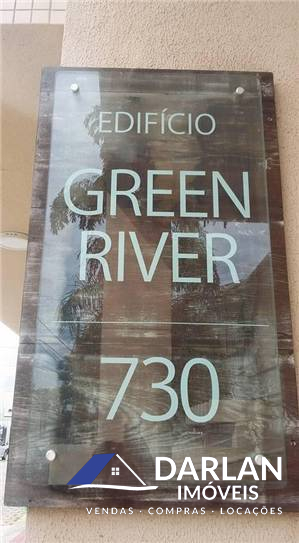 EDIFÍCIO
GREEN
RIVER
730
DARLAN
IMÓVEIS
VENDAS · COMPRAS · LOCAÇÕES